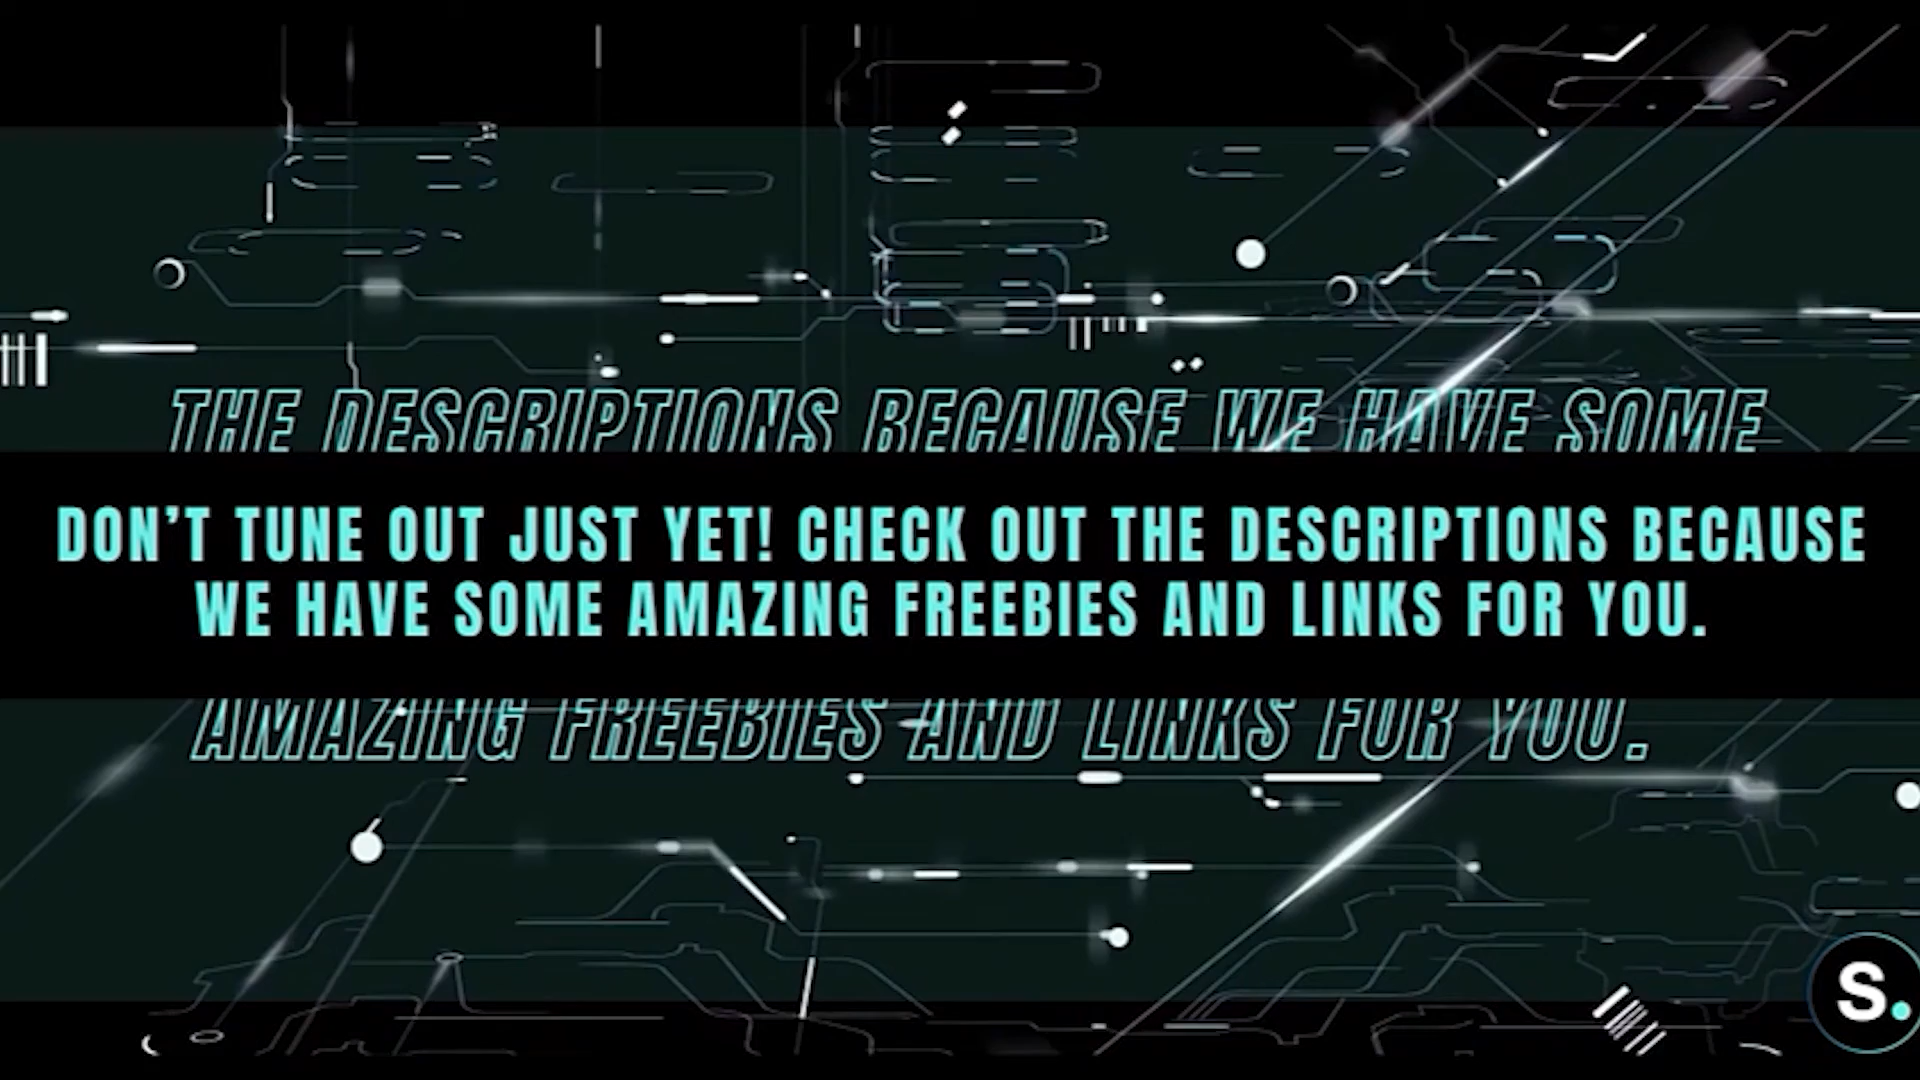 THE DESCRIPTIONS BECAUSE WE HAVE SOME
DON'T TUNE OUT JUST YET! CHECK OUT THE DESCRIPTIONS BECAUSE
WE HAVE SOME AMAZING FREEBIES AND LINKS FOR YOU.
AMAZING FREEBIES AND LINKS FOR YOU.
S.